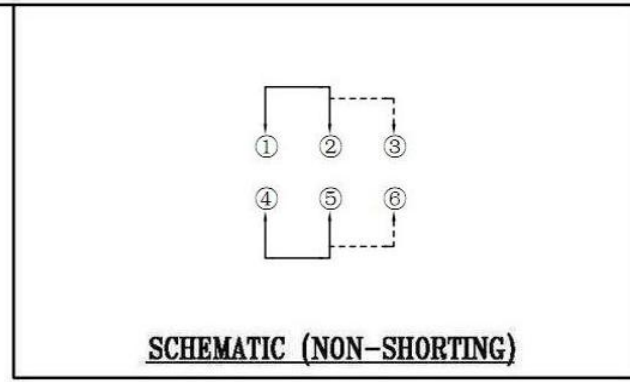 ① ② ③
④ ⑤ ⑥
SCHEMATIC (NON-SHORTING)